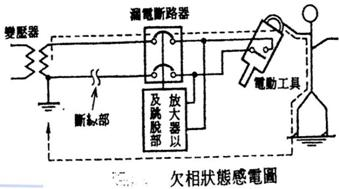 漏電斷路器
變壓器
電動工具
斷線部
放大器以
及跳脫部
欠相狀態感電圖